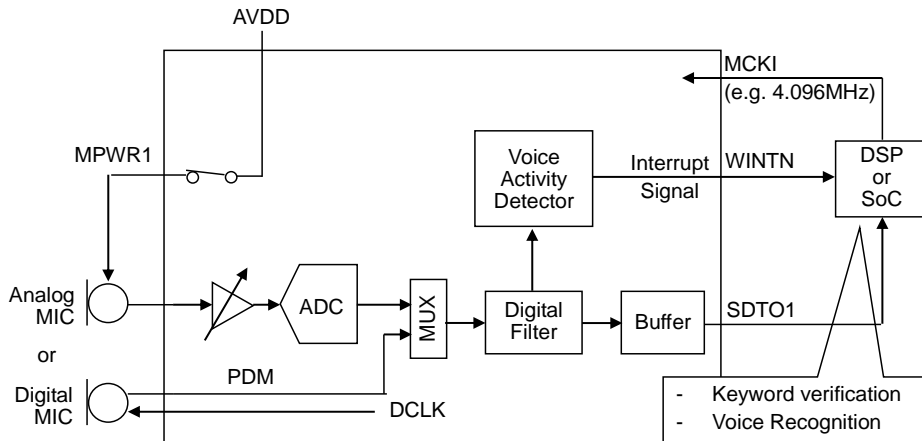 AVDD
MCKI
(e.g. 4.096MHz)
MPWR1
Voice
Activity
Detector
Interrupt
Signal
WINTN
DSP
or
SoC
Analog
MIC
ADC
MUX
Digital
Filter
Buffer
SDTO1
or
Digital
MIC
PDM
DCLK
- Keyword verification
- Voice Recognition